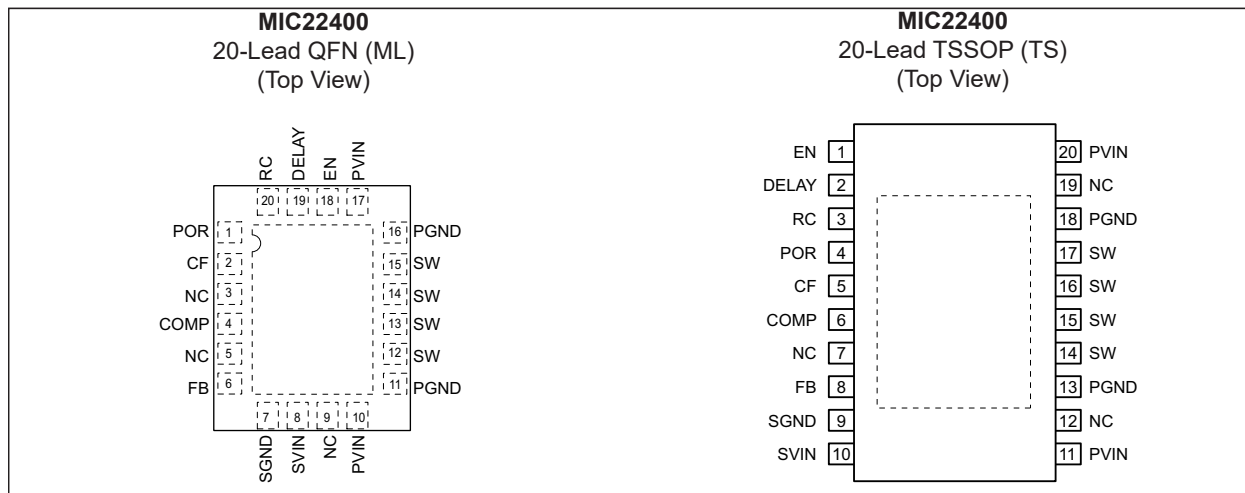 MIC22400
20-Lead QFN (ML)
(Top View)
RC
DELAY
EN
PVIN
20
19
18
17
POR 1
CF 2
NC 3
COMP 4
NC 5
FB 6
16 PGND
15 SW
14 SW
13 SW
12 SW
11 PGND
7
8
9
10
SGND
SVIN
NC
PVIN
MIC22400
20-Lead TSSOP (TS)
(Top View)
EN 1
DELAY 2
RC 3
POR 4
CF 5
COMP 6
NC 7
FB 8
SGND 9
SVIN 10
20 PVIN
19 NC
18 PGND
17 SW
16 SW
15 SW
14 SW
13 PGND
12 NC
11 PVIN